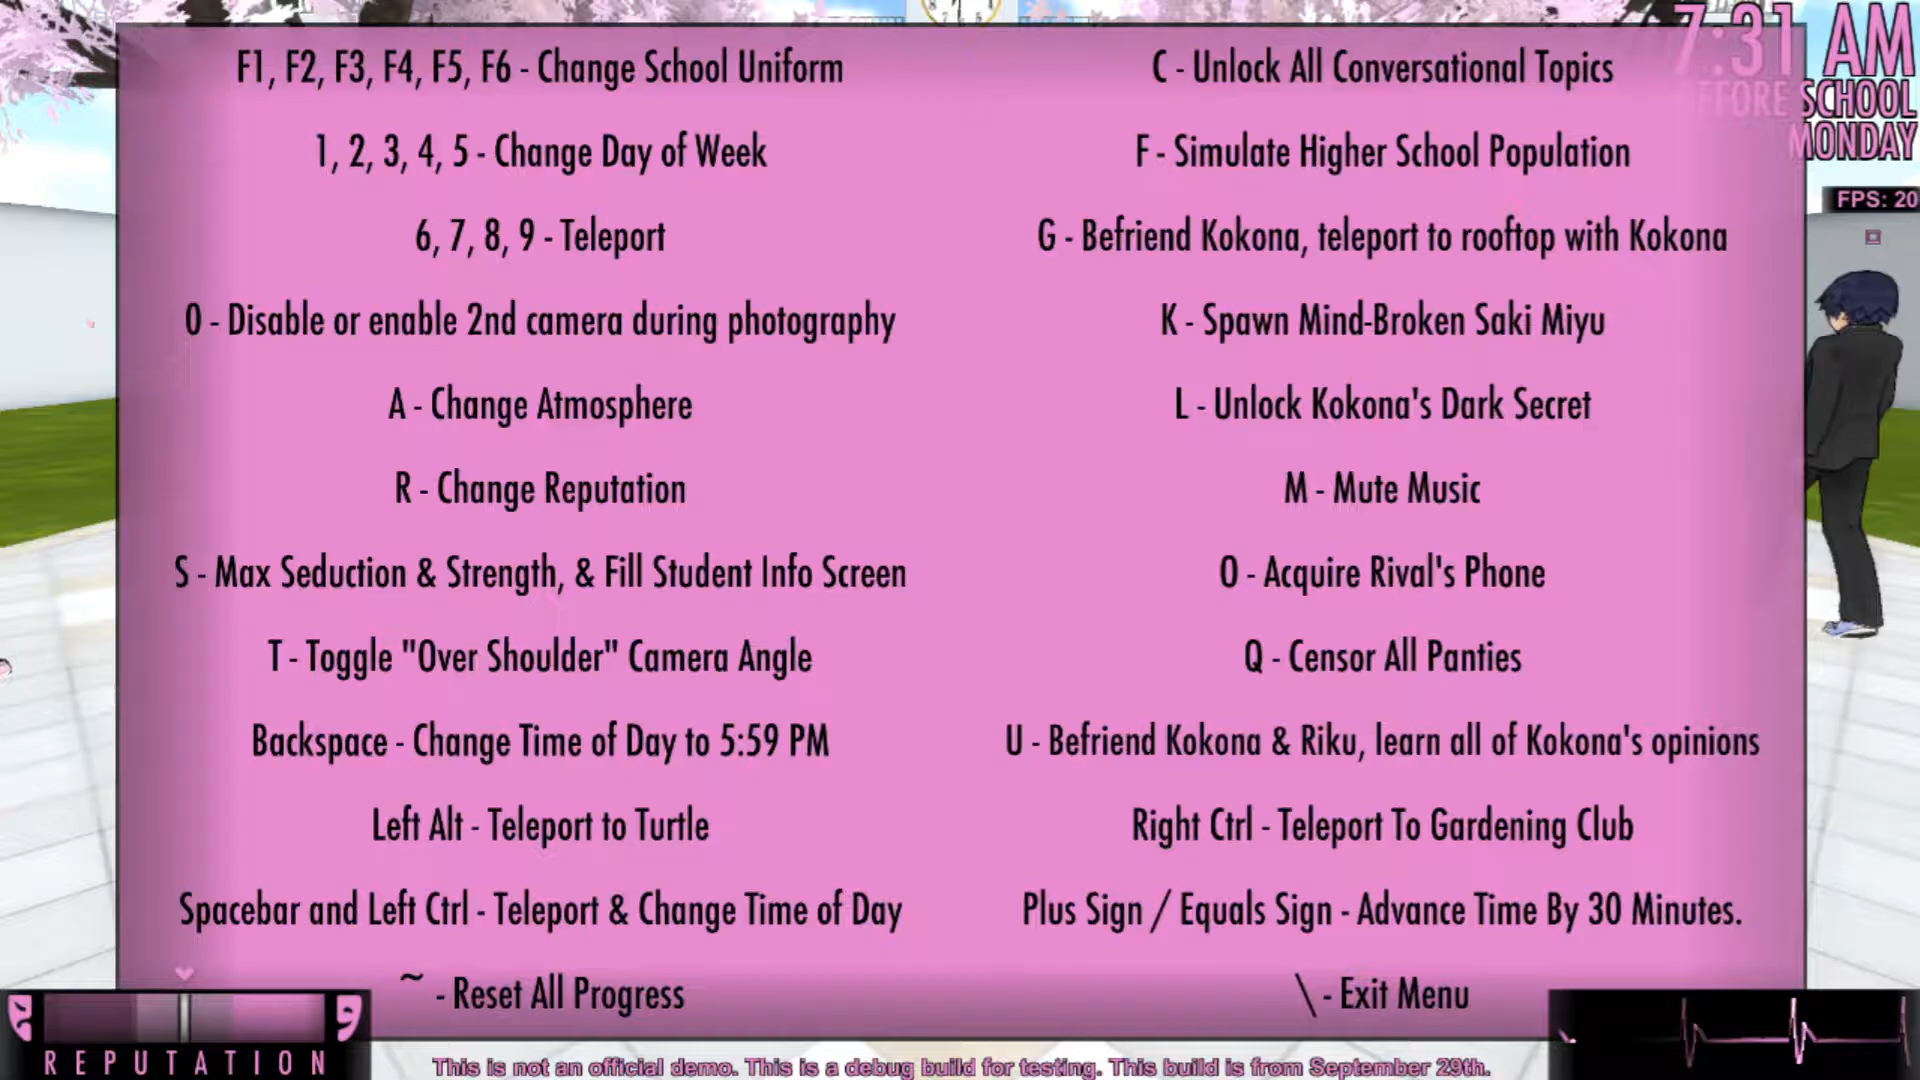 7:31 AM
BEFORE SCHOOL
MONDAY
FPS: 20
F1, F2, F3, F4, F5, F6 - Change School Uniform
1, 2, 3, 4, 5 - Change Day of Week
6, 7, 8, 9 - Teleport
0 - Disable or enable 2nd camera during photography
A - Change Atmosphere
R - Change Reputation
S - Max Seduction & Strength, & Fill Student Info Screen
T - Toggle "Over Shoulder" Camera Angle
Backspace - Change Time of Day to 5:59 PM
Left Alt - Teleport to Turtle
Spacebar and Left Ctrl - Teleport & Change Time of Day
~ - Reset All Progress
C - Unlock All Conversational Topics
F - Simulate Higher School Population
G - Befriend Kokona, teleport to rooftop with Kokona
K - Spawn Mind-Broken Saki Miyu
L - Unlock Kokona's Dark Secret
M - Mute Music
O - Acquire Rival's Phone
Q - Censor All Panties
U - Befriend Kokona & Riku, learn all of Kokona's opinions
Right Ctrl - Teleport To Gardening Club
Plus Sign / Equals Sign - Advance Time By 30 Minutes.
\ - Exit Menu
REPUTATION
This is not an official demo. This is a debug build for testing. This build is from September 29th.